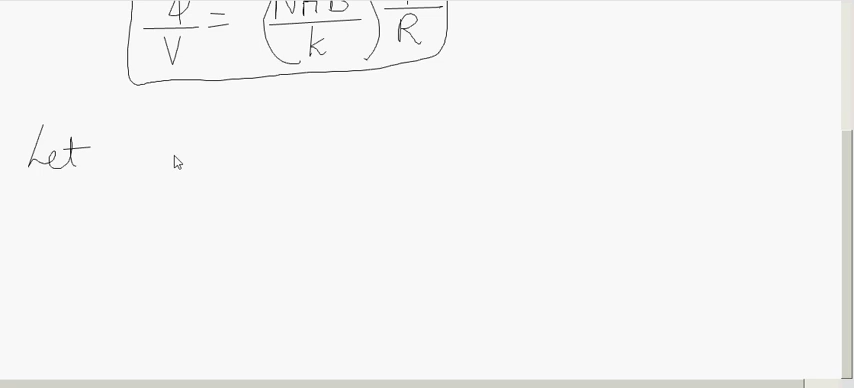 φ/V = (NAB/k) 1/R
Let